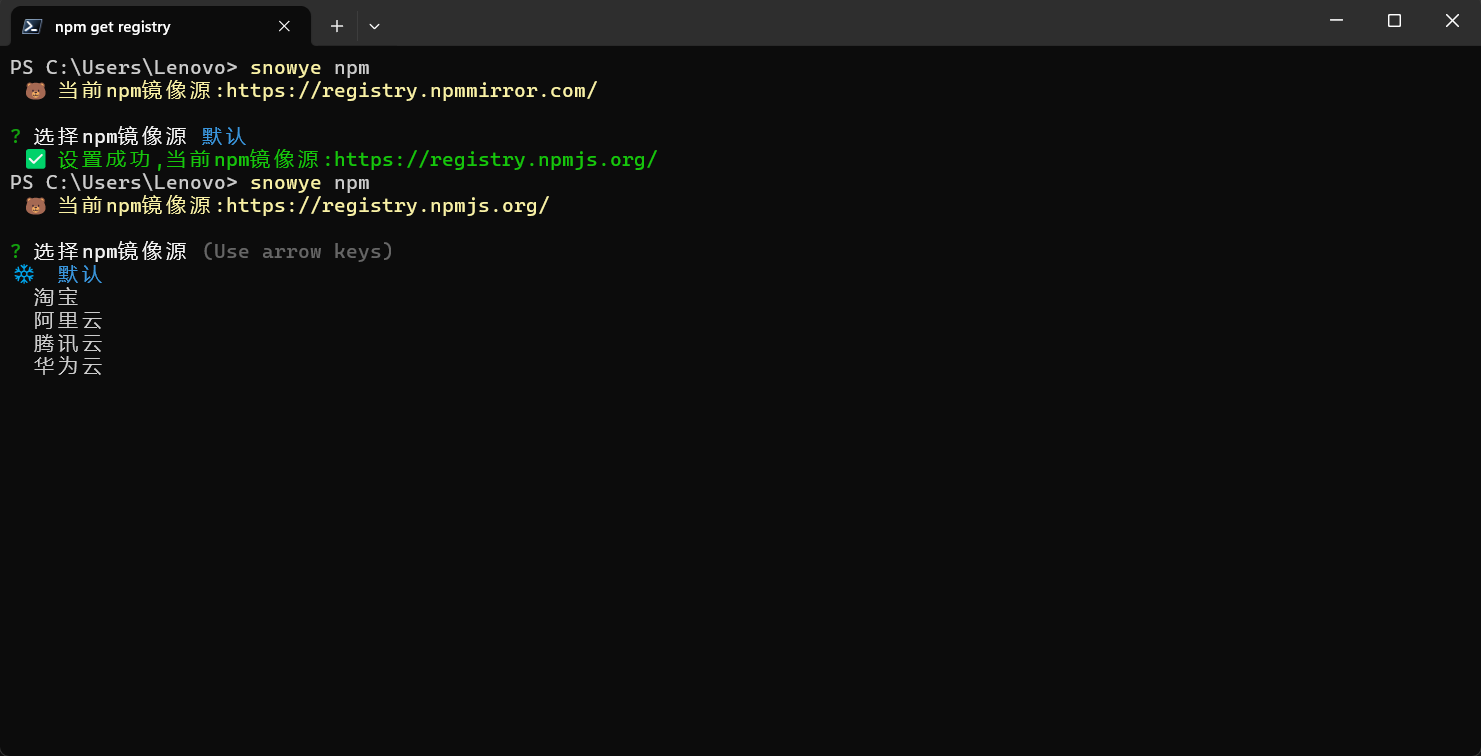 npm get registry
PS C:\Users\Lenovo> snowye npm
🐻 当前npm镜像源:https://registry.npmmirror.com/
? 选择npm镜像源 默认
✅ 设置成功,当前npm镜像源:https://registry.npmjs.org/
PS C:\Users\Lenovo> snowye npm
🐻 当前npm镜像源:https://registry.npmjs.org/
? 选择npm镜像源 (Use arrow keys)
❄ 默认
淘宝
阿里云
腾讯云
华为云